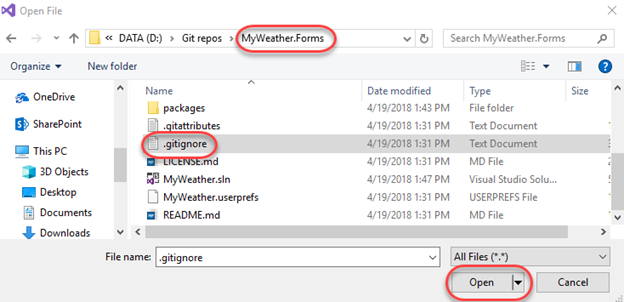 Open File
DATA (D:) > Git repos > MyWeather.Forms
Search MyWeather.Forms
Organize New folder
Name Date modified Type
OneDrive
SharePoint
This PC
3D Objects
Desktop
Documents
Downloads
packages 4/19/2018 1:43 PM File folder
.gitattributes 4/19/2018 1:31 PM Text Document
.gitignore 4/19/2018 1:31 PM Text Document
LICENSE.md 4/19/2018 1:31 PM MD File
MyWeather.sln 4/19/2018 1:47 PM Visual Studio Solu...
MyWeather.userprefs 4/19/2018 1:31 PM USERPREFS File
README.md 4/19/2018 1:31 PM MD File
File name: .gitignore All Files (*.*)
Open Cancel